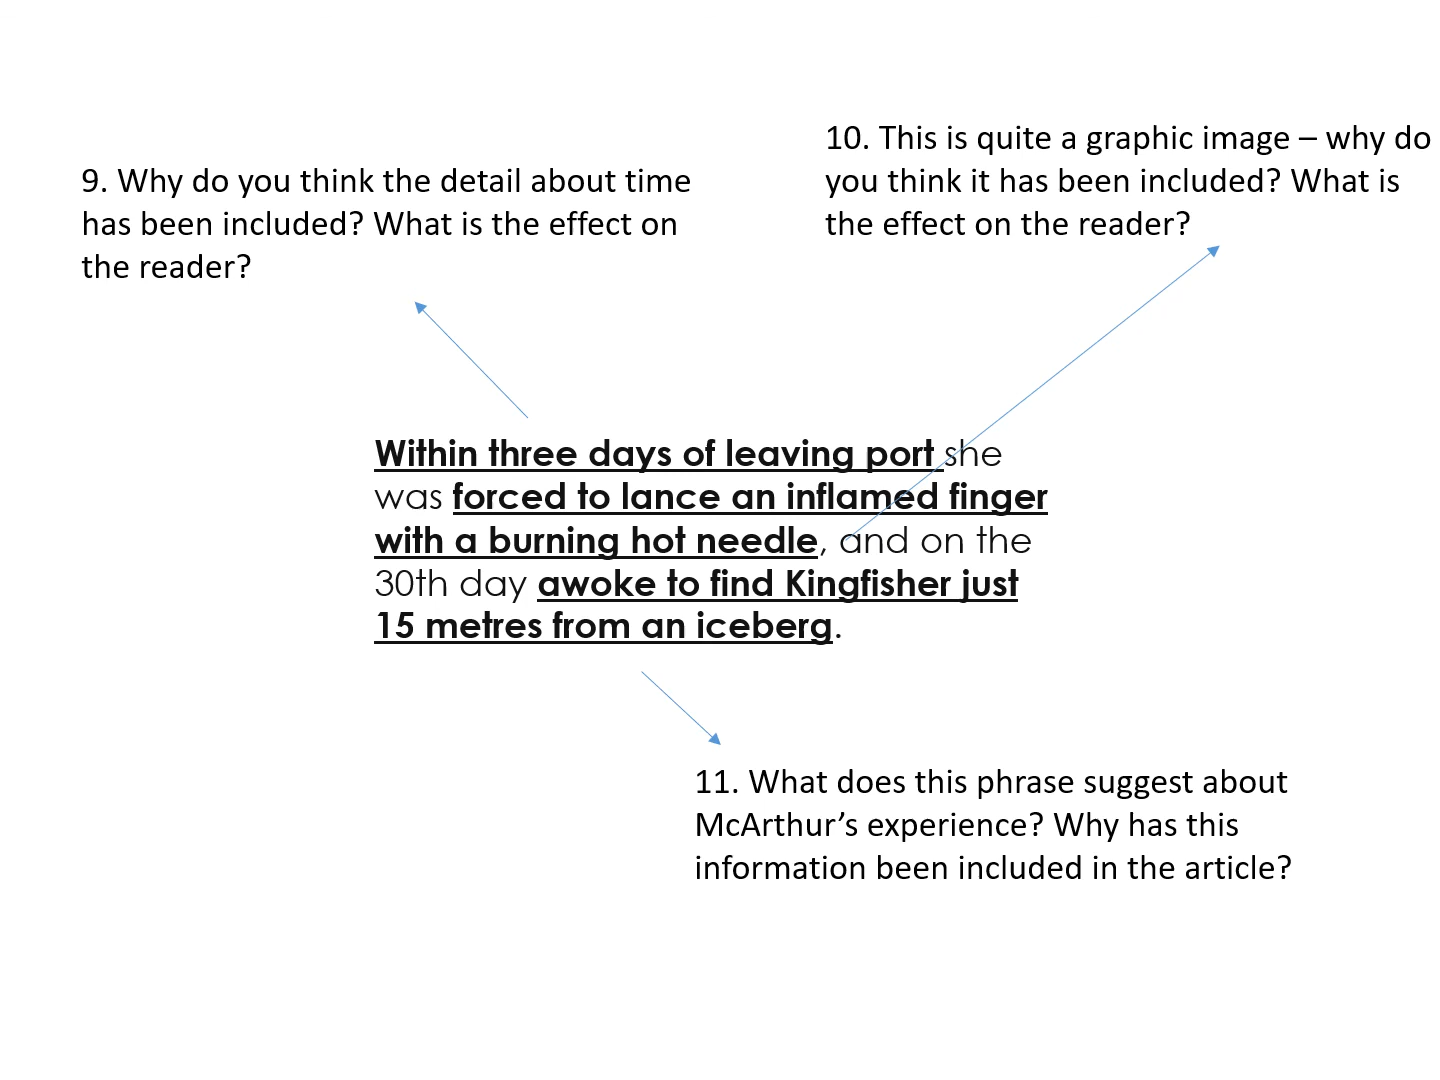 9. Why do you think the detail about time
has been included? What is the effect on
the reader?
10. This is quite a graphic image – why do
you think it has been included? What is
the effect on the reader?
Within three days of leaving port she
was forced to lance an inflamed finger
with a burning hot needle, and on the
30th day awoke to find Kingfisher just
15 metres from an iceberg.
11. What does this phrase suggest about
McArthur’s experience? Why has this
information been included in the article?